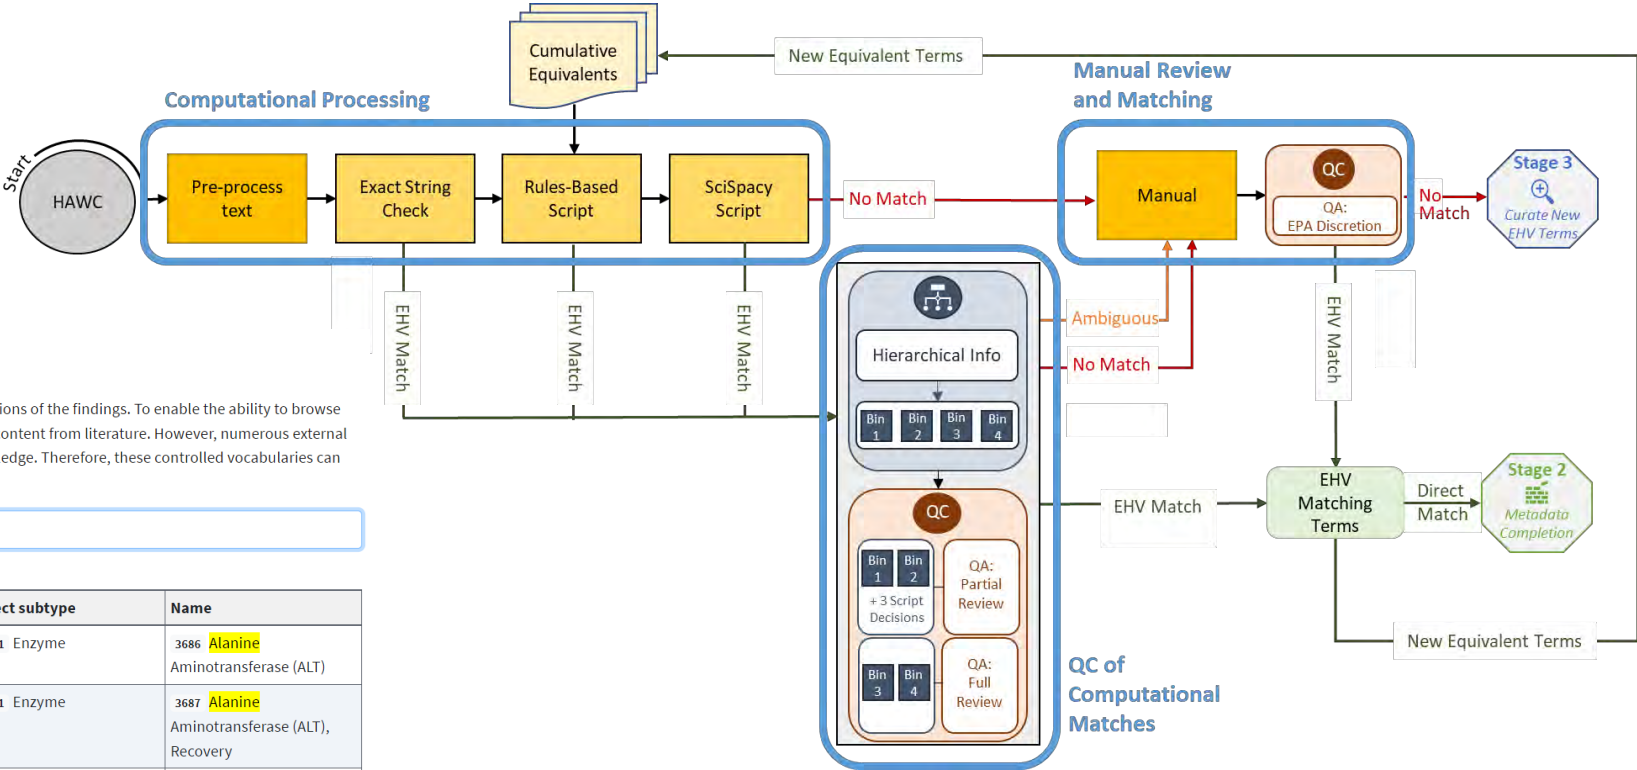 Cumulative
Equivalents
New Equivalent Terms
Computational Processing
Manual Review
and Matching
Start
HAWC
Pre-process
text
Exact String
Check
Rules-Based
Script
SciSpacy
Script
No Match
Manual
QC
QA:
EPA Discretion
No
Match
Stage 3
Curate New
EHV Terms
EHV Match
EHV Match
EHV Match
Hierarchical Info
Bin
1
Bin
2
Bin
3
Bin
4
Ambiguous
No Match
EHV Match
QC
Bin
1
Bin
2
+ 3 Script
Decisions
QA:
Partial
Review
Bin
3
Bin
4
QA:
Full
Review
EHV Match
EHV
Matching
Terms
Direct
Match
Stage 2
Metadata
Completion
New Equivalent Terms
QC of
Computational
Matches
ions of the findings. To enable the ability to browse
ontent from literature. However, numerous external
edge. Therefore, these controlled vocabularies can
ct subtype
Name
1 Enzyme
3686 Alanine
Aminotransferase (ALT)
1 Enzyme
3687 Alanine
Aminotransferase (ALT),
Recovery